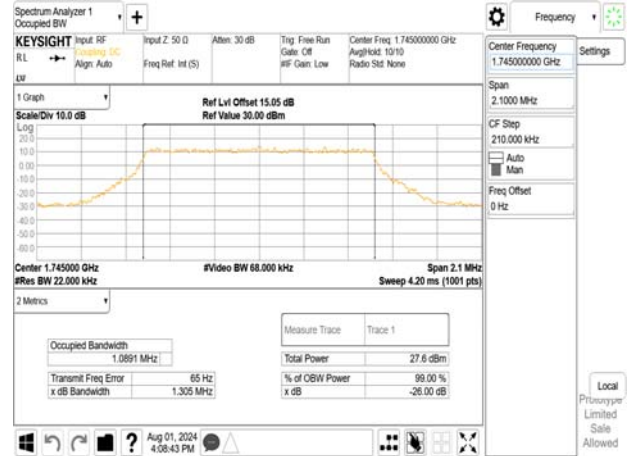 Spectrum Analyzer 1
Occupied BW
+
Frequency
KEYSIGHT
Input: RF
Coupling: DC
Align: Auto
Input Z: 50 Ω
Freq Ref: Int (S)
Atten: 30 dB
Trig: Free Run
Gate: Off
#IF Gain: Low
Center Freq: 1.745000000 GHz
Avg|Hold: 10/10
Radio Std: None
RL
Center Frequency
1.745000000 GHz
Settings
Span
2.1000 MHz
CF Step
210.000 kHz
Auto
Man
Freq Offset
0 Hz
1 Graph
Ref Lvl Offset 15.05 dB
Scale/Div 10.0 dB
Ref Value 30.00 dBm
Log
20.0
10.0
0.00
-10.0
-20.0
-30.0
-40.0
-50.0
-60.0
Center 1.745000 GHz
#Video BW 68.000 kHz
Span 2.1 MHz
#Res BW 22.000 kHz
Sweep 4.20 ms (1001 pts)
2 Metrics
Measure Trace
Trace 1
Occupied Bandwidth
1.0891 MHz
Total Power
27.6 dBm
Transmit Freq Error
65 Hz
% of OBW Power
99.00 %
x dB Bandwidth
1.305 MHz
x dB
-26.00 dB
Local
Prototype
Limited
Sale
Allowed
?
Aug 01, 2024
4:08:43 PM